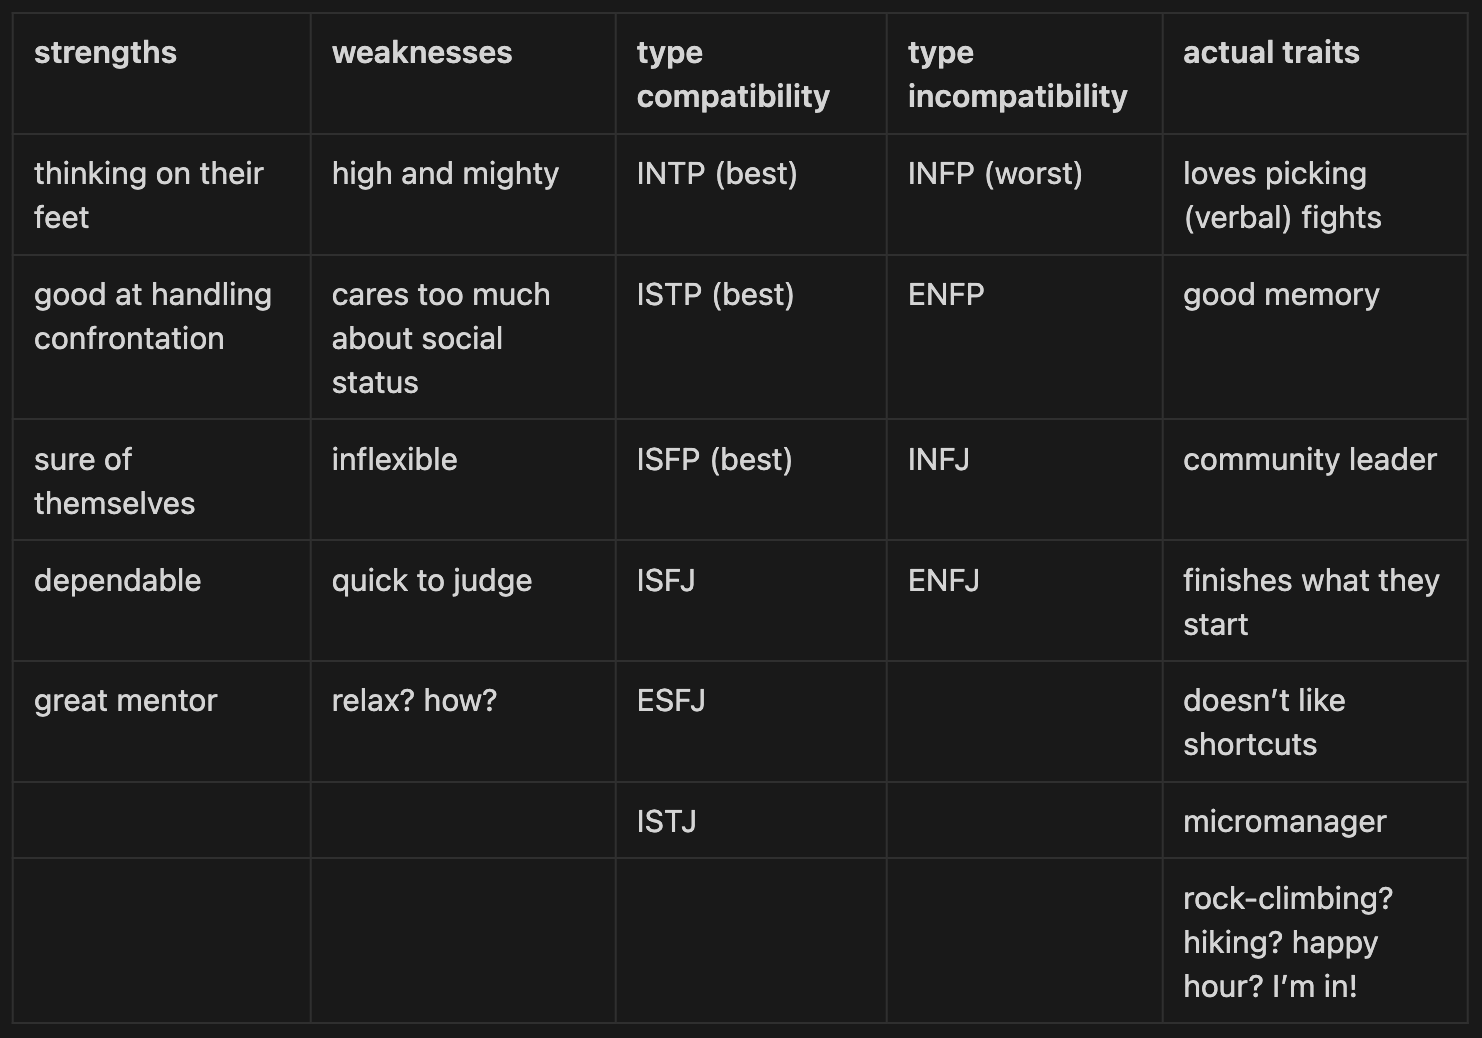 strengths
weaknesses
type
compatibility
type
incompatibility
actual traits
thinking on their
feet
high and mighty
INTP (best)
INFP (worst)
loves picking
(verbal) fights
good at handling
confrontation
cares too much
about social
status
ISTP (best)
ENFP
good memory
sure of
themselves
inflexible
ISFP (best)
INFJ
community leader
dependable
quick to judge
ISFJ
ENFJ
finishes what they
start
great mentor
relax? how?
ESFJ
doesn’t like
shortcuts
ISTJ
micromanager
rock-climbing?
hiking? happy
hour? I’m in!